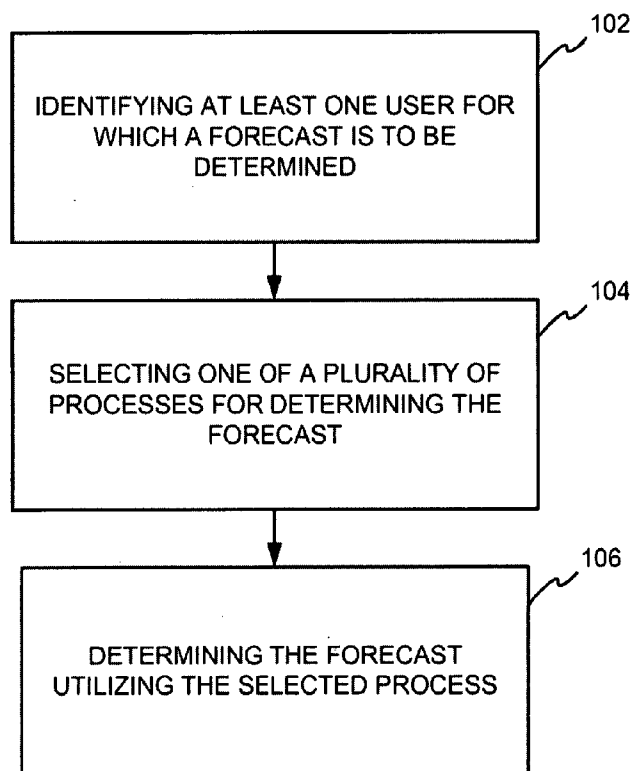 102
IDENTIFYING AT LEAST ONE USER FOR
WHICH A FORECAST IS TO BE
DETERMINED
104
SELECTING ONE OF A PLURALITY OF
PROCESSES FOR DETERMINING THE
FORECAST
106
DETERMINING THE FORECAST
UTILIZING THE SELECTED PROCESS